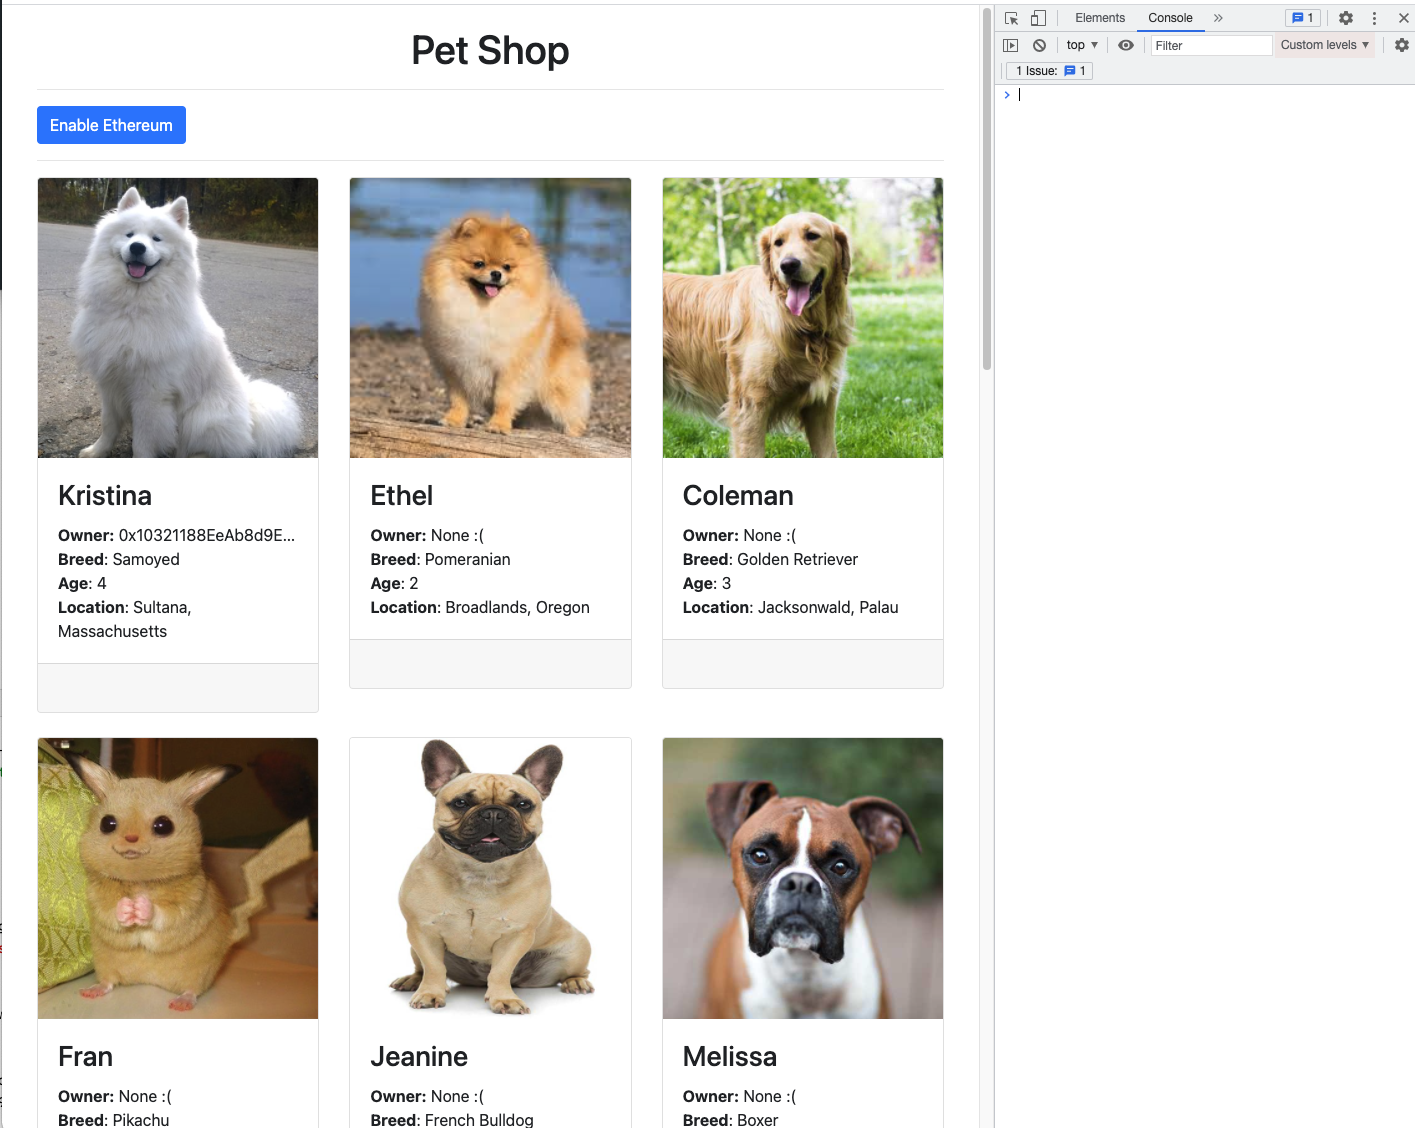 Pet Shop
Enable Ethereum
Kristina
Owner: 0x10321188EeAb8d9E...
Breed: Samoyed
Age: 4
Location: Sultana,
Massachusetts
Ethel
Owner: None :(
Breed: Pomeranian
Age: 2
Location: Broadlands, Oregon
Coleman
Owner: None :(
Breed: Golden Retriever
Age: 3
Location: Jacksonwald, Palau
Fran
Owner: None :(
Breed: Pikachu
Jeanine
Owner: None :(
Breed: French Bulldog
Melissa
Owner: None :(
Breed: Boxer
Elements Console » 1
top ▼ Filter Custom levels ▼
1 Issue: 1
>